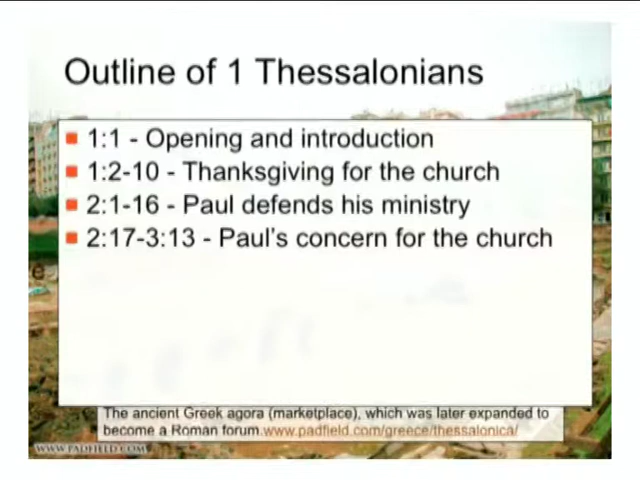 Outline of 1 Thessalonians
1:1 - Opening and introduction
1:2-10 - Thanksgiving for the church
2:1-16 - Paul defends his ministry
2:17-3:13 - Paul's concern for the church
The ancient Greek agora (marketplace), which was later expanded to
become a Roman forum.www.padfield.com/greece/thessalonica/
WWW.PADFIELD.COM